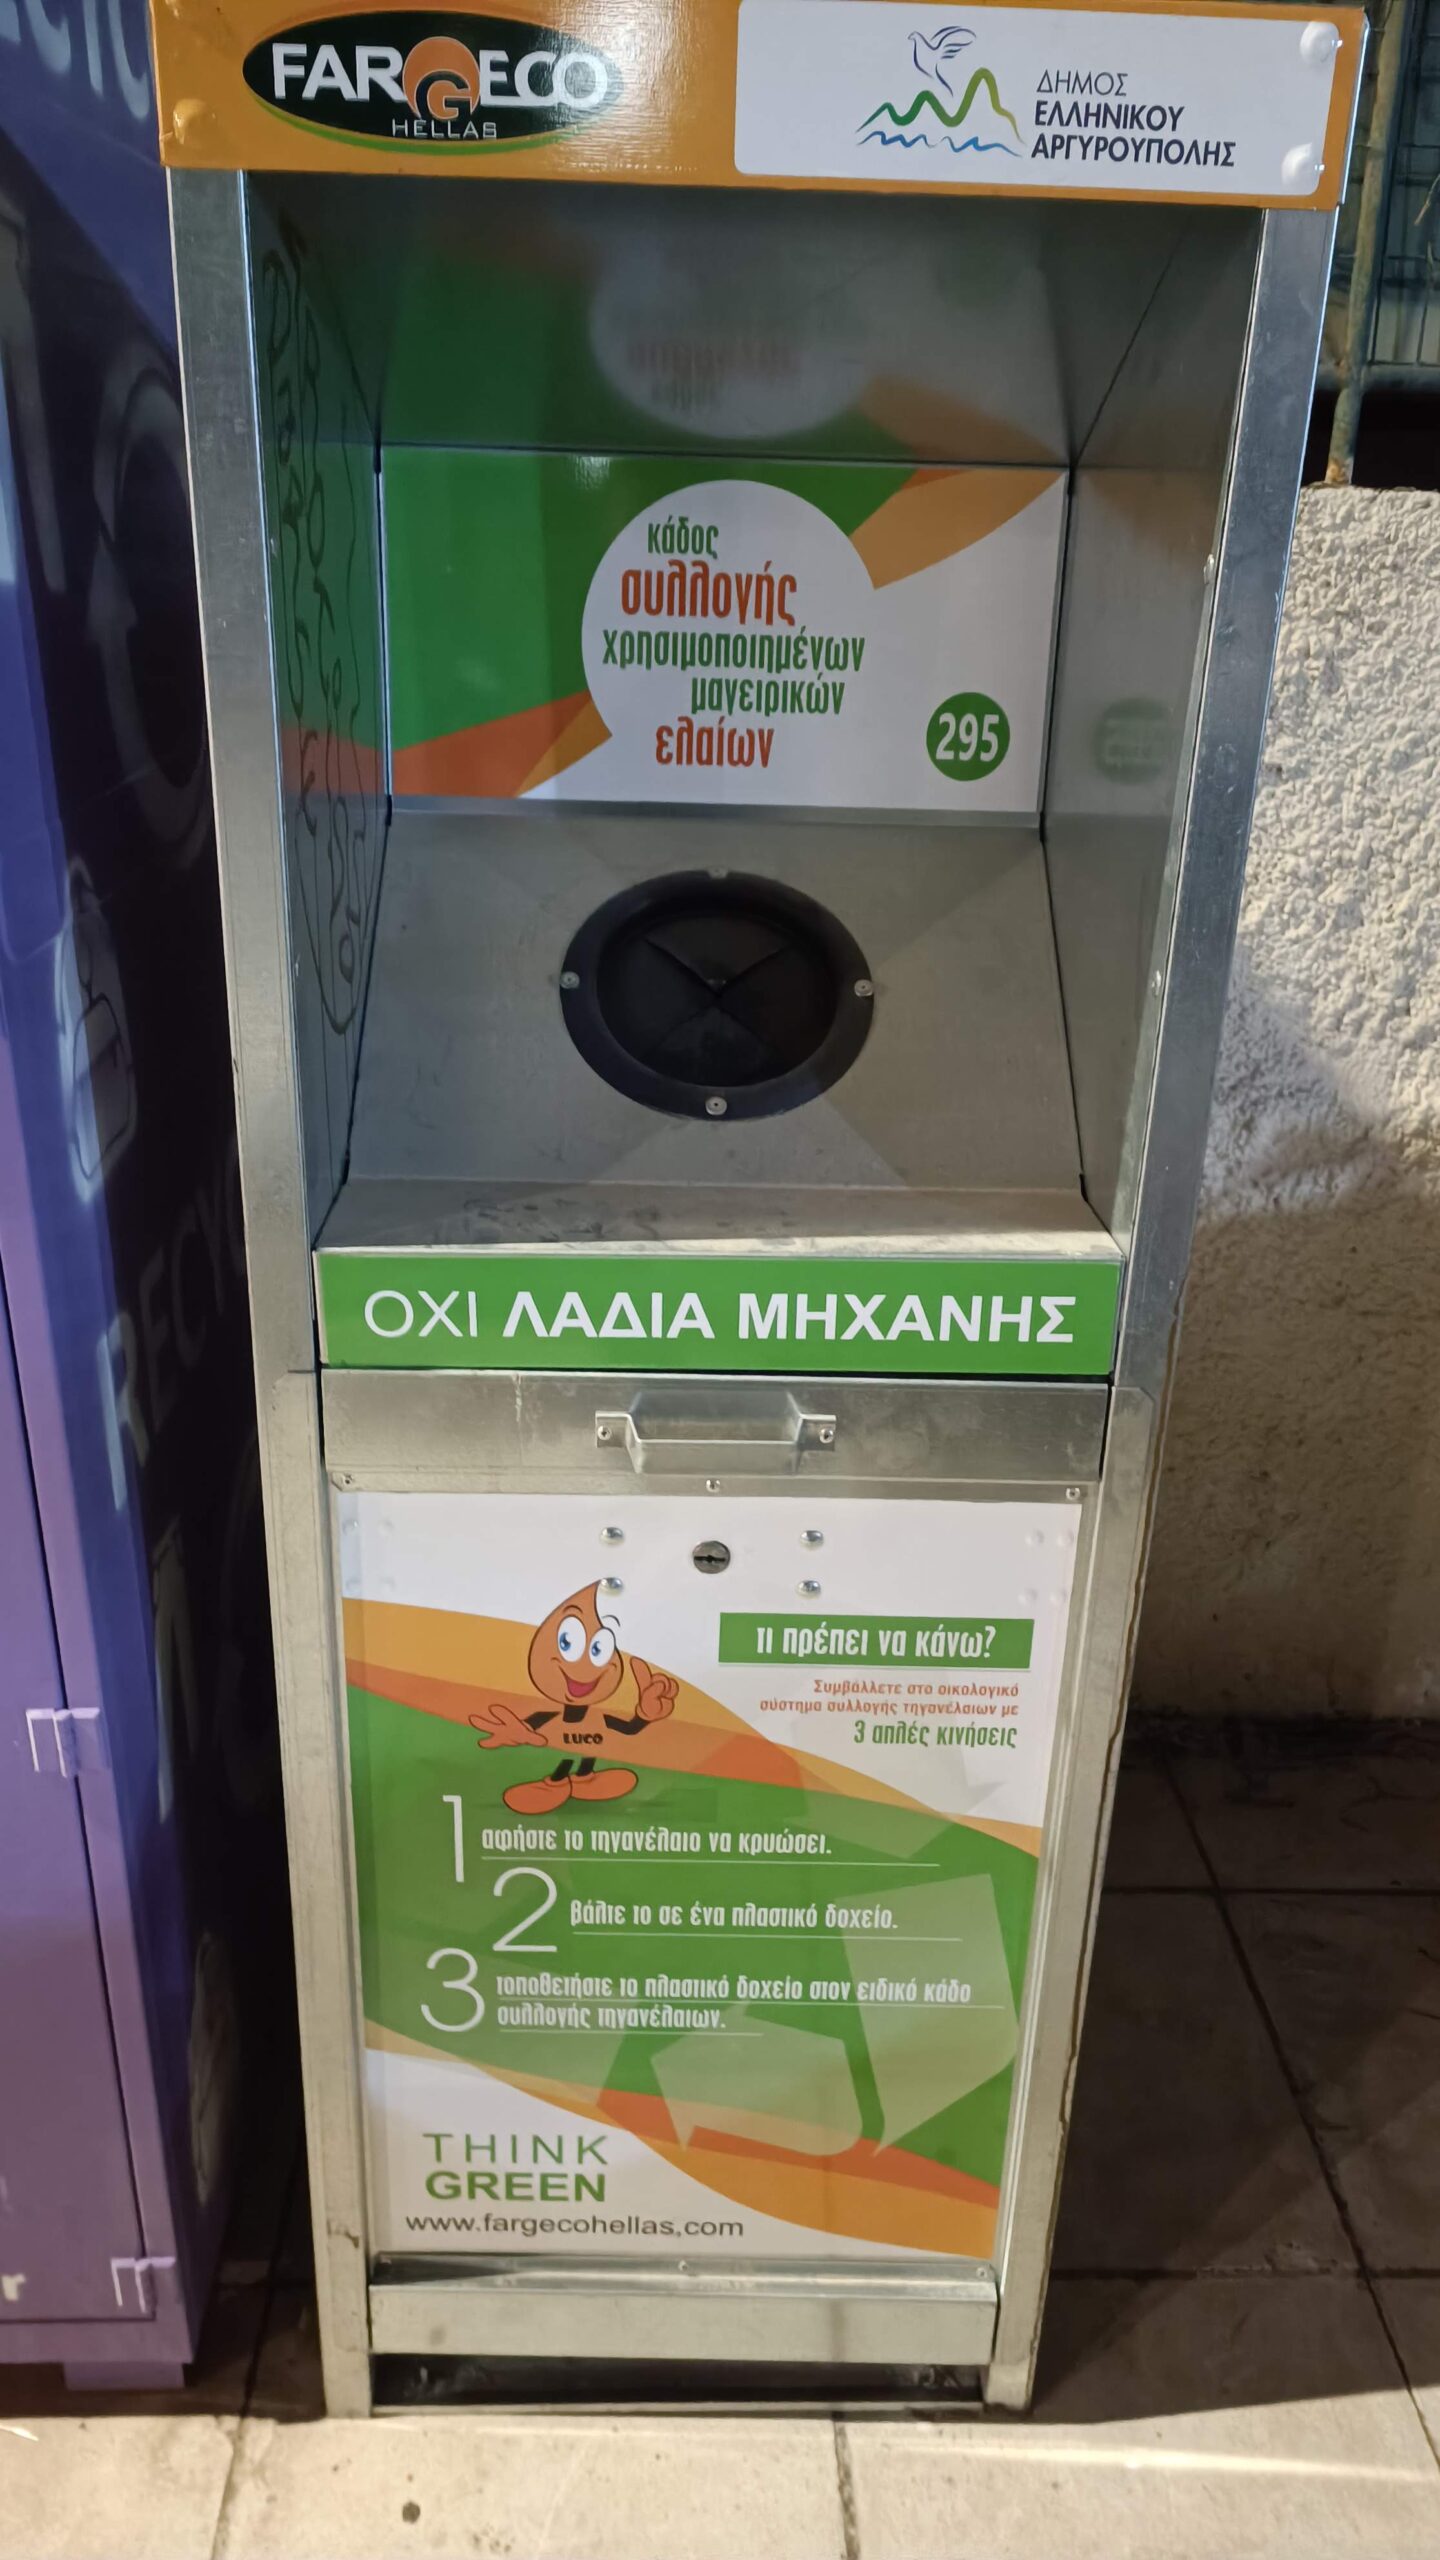 FARGECO
HELLAS
ΔΗΜΟΣ
ΕΛΛΗΝΙΚΟΥ
ΑΡΓΥΡΟΥΠΟΛΗΣ
κάδος
συλλογής
χρησιμοποιημένων
μαγειρικών
ελαίων
295
ΟΧΙ ΛΑΔΙΑ ΜΗΧΑΝΗΣ
τι πρέπει να κάνω?
Συμβάλλετε στο οικολογικό
σύστημα συλλογής τηγανέλαιων με
3 απλές κινήσεις
LUCO
1 αφήστε το τηγανέλαιο να κρυώσει.
2 βάλτε το σε ένα πλαστικό δοχείο.
3 τοποθετήστε το πλαστικό δοχείο στον ειδικό κάδο
συλλογής τηγανέλαιων.
THINK
GREEN
www.fargecohellas.com